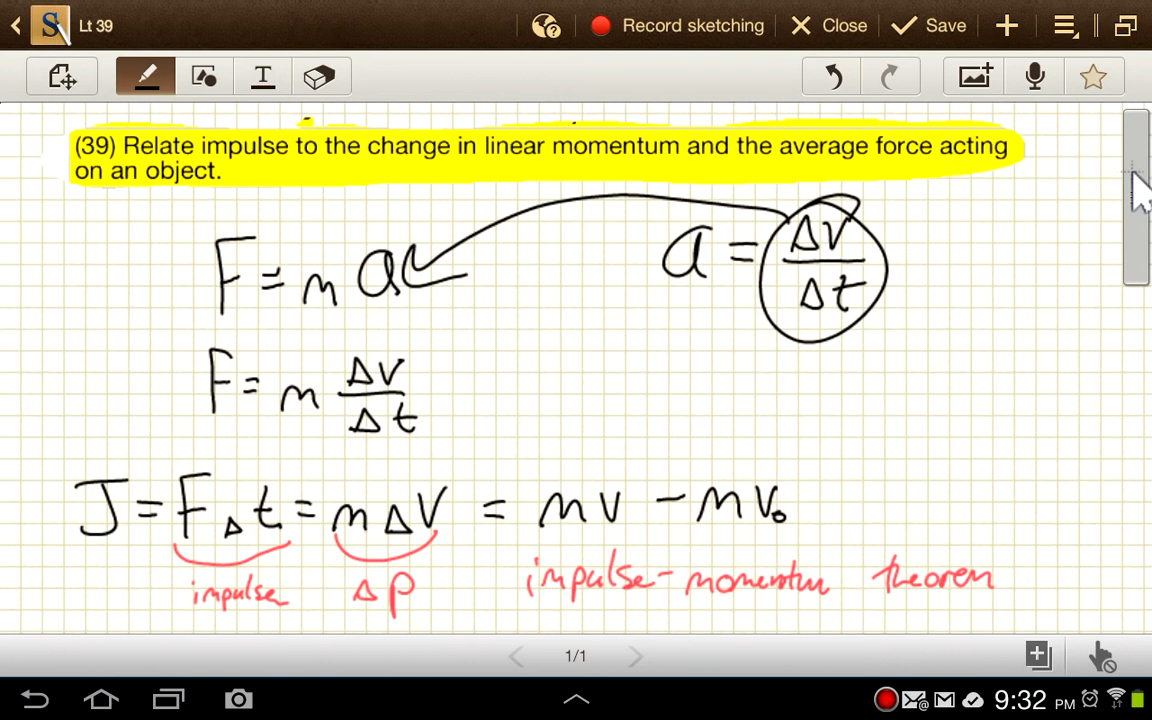 Lt 39
Record sketching
Close
Save
(39) Relate impulse to the change in linear momentum and the average force acting
on an object.
F = m a
a = Δv/Δt
F = m Δv/Δt
J = FΔt = mΔv = mv - mv₀
impulse
Δp
impulse-momentum theorem
1/1
9:32 PM